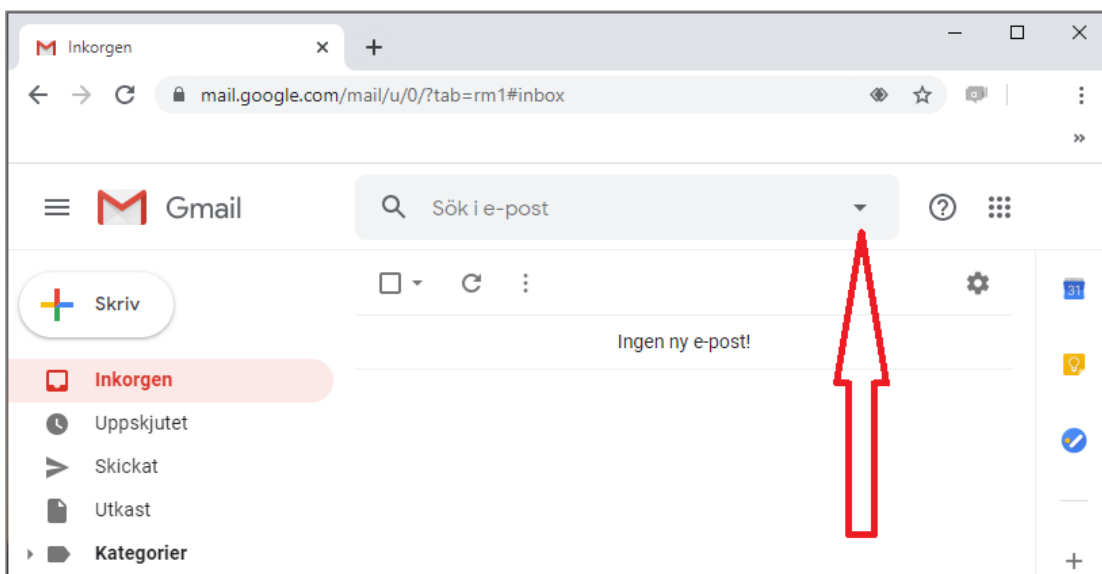 Inkorgen
mail.google.com/mail/u/0/?tab=rm1#inbox
Gmail
Sök i e-post
Skriv
31
Ingen ny e-post!
Inkorgen
Uppskjutet
Skickat
Utkast
Kategorier